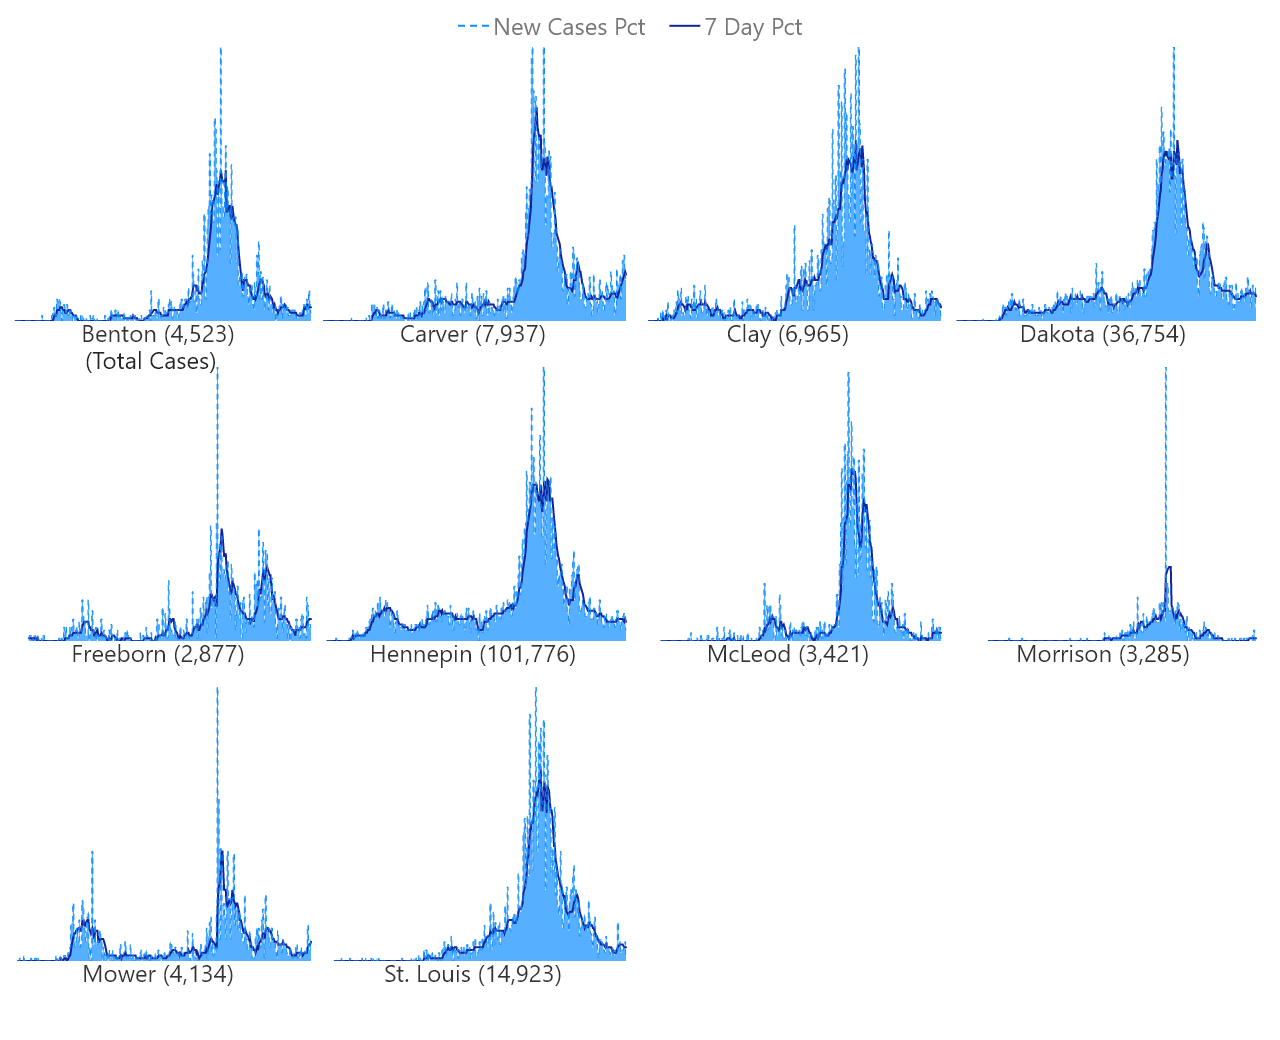 New Cases Pct 7 Day Pct
Benton (4,523) Carver (7,937) Clay (6,965) Dakota (36,754)
(Total Cases)
Freeborn (2,877) Hennepin (101,776) McLeod (3,421) Morrison (3,285)
Mower (4,134) St. Louis (14,923)